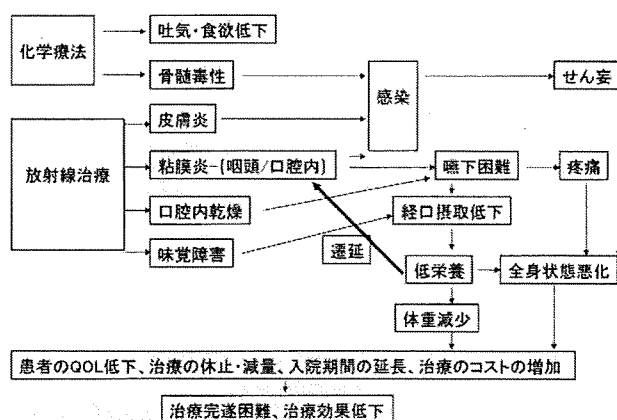 吐気・食欲低下
化学療法
骨髄毒性
感染
せん妄
皮膚炎
放射線治療
粘膜炎-(咽頭/口腔内)
嚥下困難
疼痛
口腔内乾燥
経口摂取低下
味覚障害
遷延
低栄養
全身状態悪化
体重減少
患者のQOL低下、治療の休止・減量、入院期間の延長、治療のコストの増加
治療完遂困難、治療効果低下